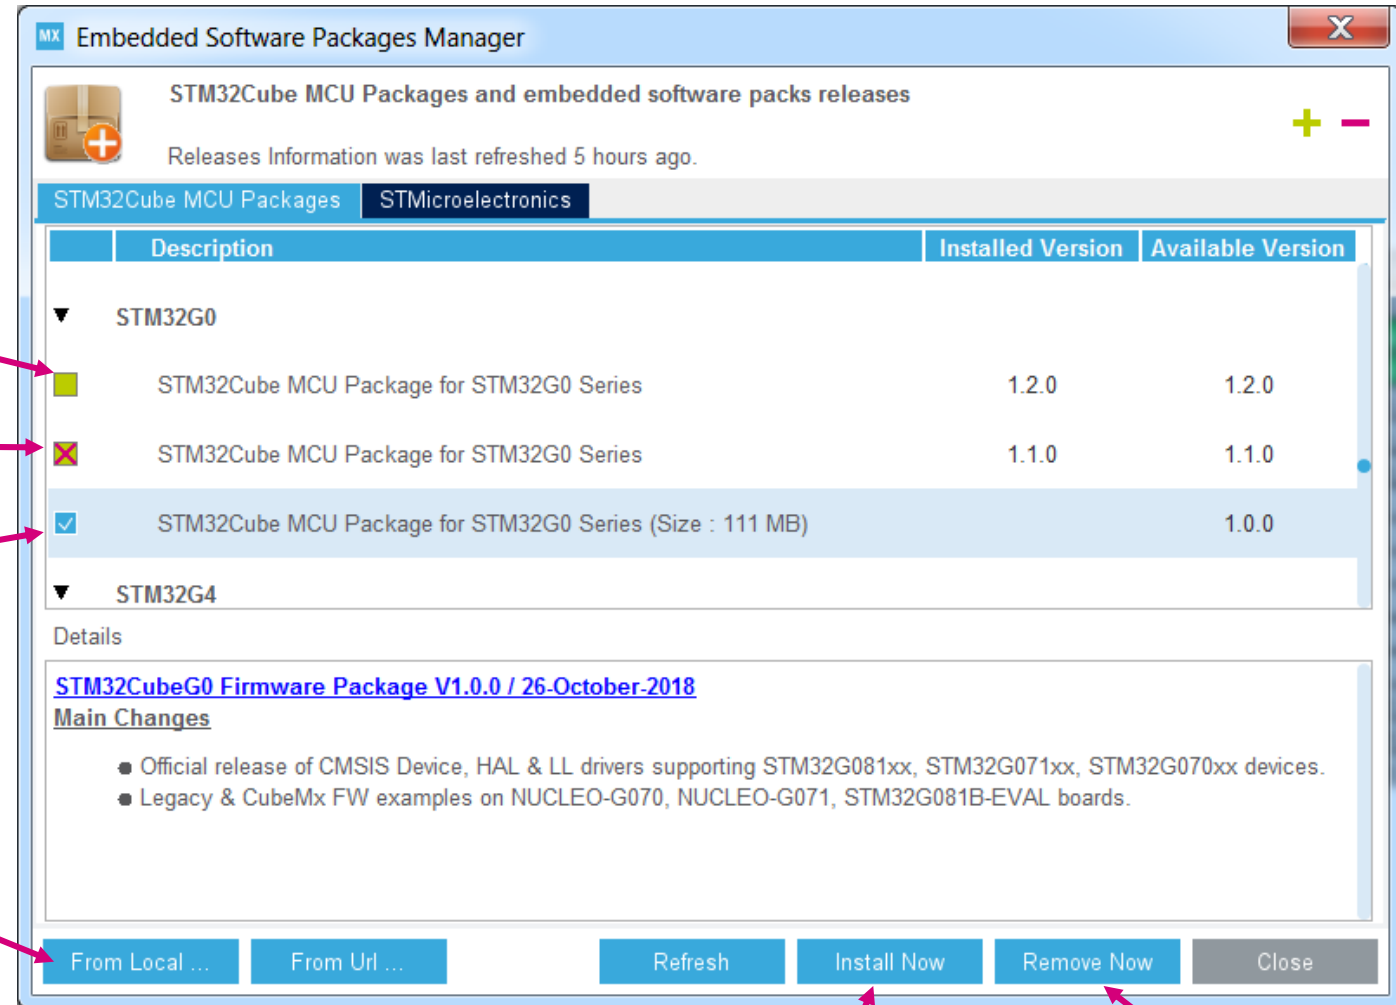 MX Embedded Software Packages Manager
X
STM32Cube MCU Packages and embedded software packs releases
Releases Information was last refreshed 5 hours ago.
STM32Cube MCU Packages STMicroelectronics
Description Installed Version Available Version
STM32G0
STM32Cube MCU Package for STM32G0 Series 1.2.0 1.2.0
STM32Cube MCU Package for STM32G0 Series 1.1.0 1.1.0
STM32Cube MCU Package for STM32G0 Series (Size : 111 MB) 1.0.0
STM32G4
Details
STM32CubeG0 Firmware Package V1.0.0 / 26-October-2018
Main Changes
Official release of CMSIS Device, HAL & LL drivers supporting STM32G081xx, STM32G071xx, STM32G070xx devices.
Legacy & CubeMx FW examples on NUCLEO-G070, NUCLEO-G071, STM32G081B-EVAL boards.
From Local ... From Url ... Refresh Install Now Remove Now Close